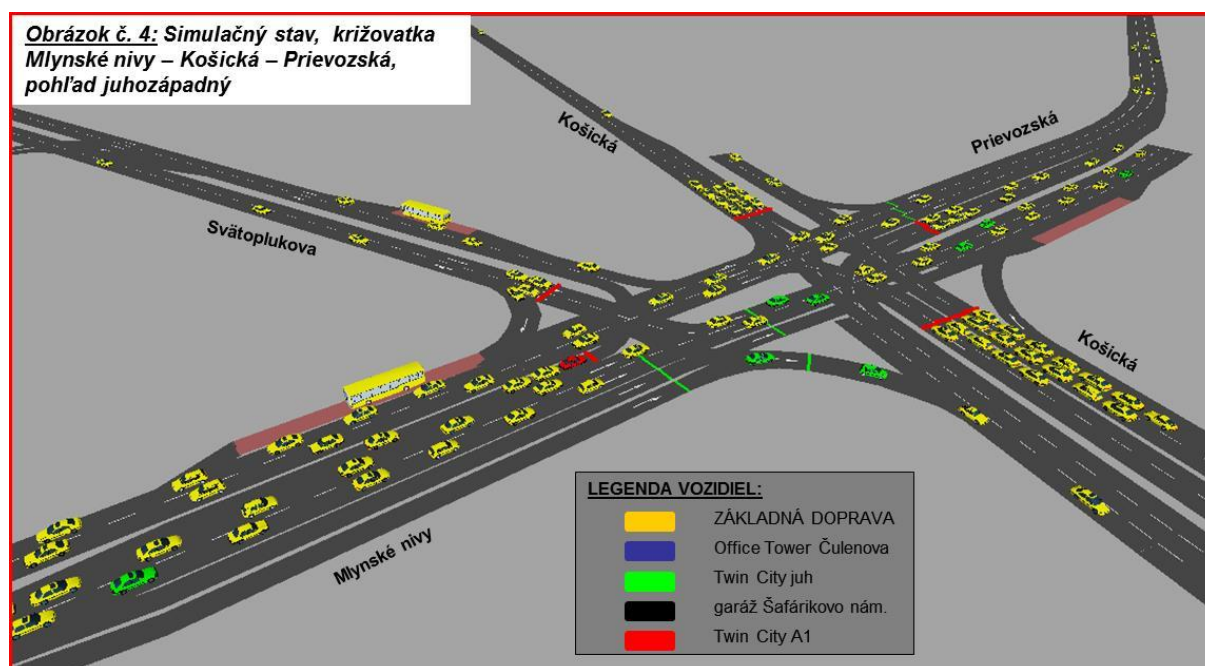 Obrázok č. 4: Simulačný stav, križovatka
Mlynské nivy – Košická – Prievozská,
pohľad juhozápadný
Košická
Prievozská
Svätoplukova
Košická
Mlynské nivy
LEGENDA VOZIDIEL:
ZÁKLADNÁ DOPRAVA
Office Tower Čulenova
Twin City juh
garáž Šafárikovo nám.
Twin City A1